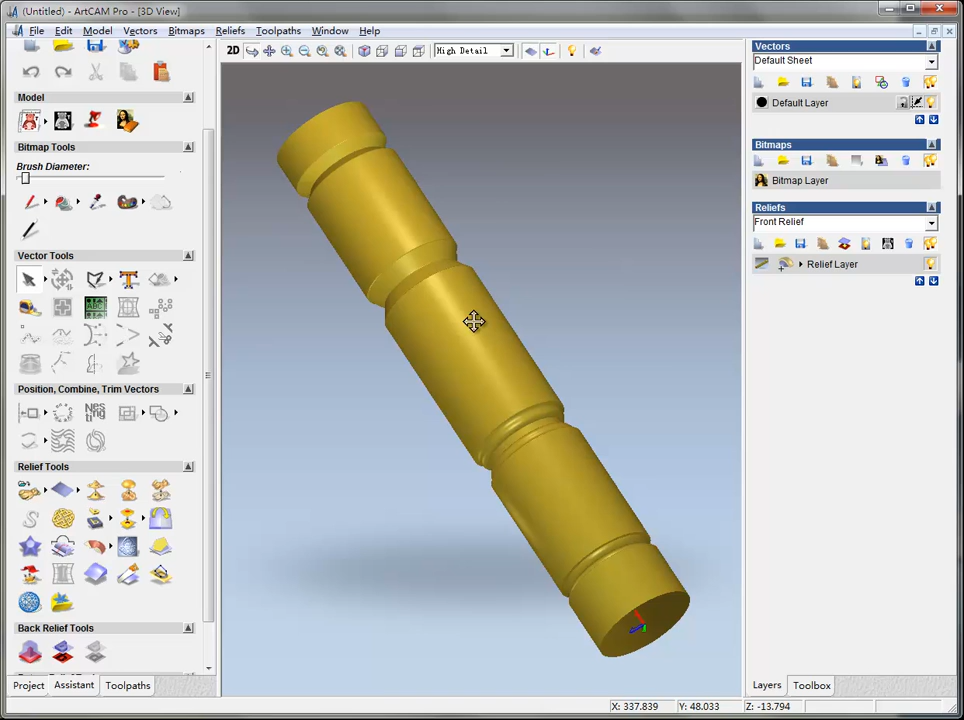 (Untitled) - ArtCAM Pro - [3D View]
File Edit Model Vectors Bitmaps Reliefs Toolpaths Window Help
2D High Detail
Model
Bitmap Tools
Brush Diameter:
Vector Tools
Position, Combine, Trim Vectors
Relief Tools
Back Relief Tools
Project Assistant Toolpaths
Vectors
Default Sheet
Default Layer
Bitmaps
Bitmap Layer
Reliefs
Front Relief
Relief Layer
Layers Toolbox
X: 337.839 Y: 48.033 Z: -13.794